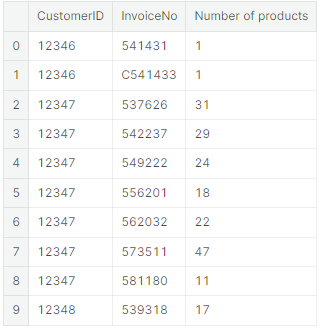 CustomerID InvoiceNo Number of products
0 12346 541431 1
1 12346 C541433 1
2 12347 537626 31
3 12347 542237 29
4 12347 549222 24
5 12347 556201 18
6 12347 562032 22
7 12347 573511 47
8 12347 581180 11
9 12348 539318 17